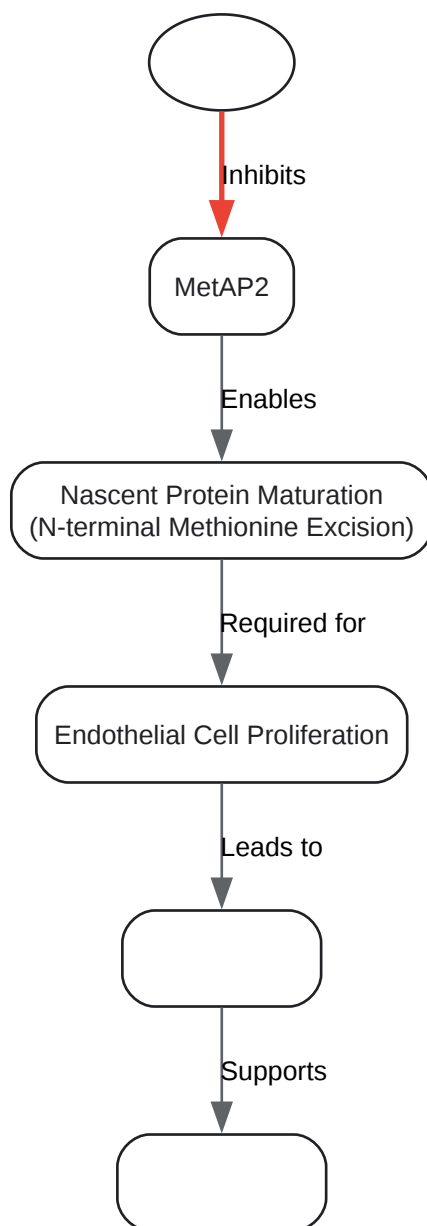 Inhibits
MetAP2
Enables
Nascent Protein Maturation
(N-terminal Methionine Excision)
Required for
Endothelial Cell Proliferation
Leads to
Supports